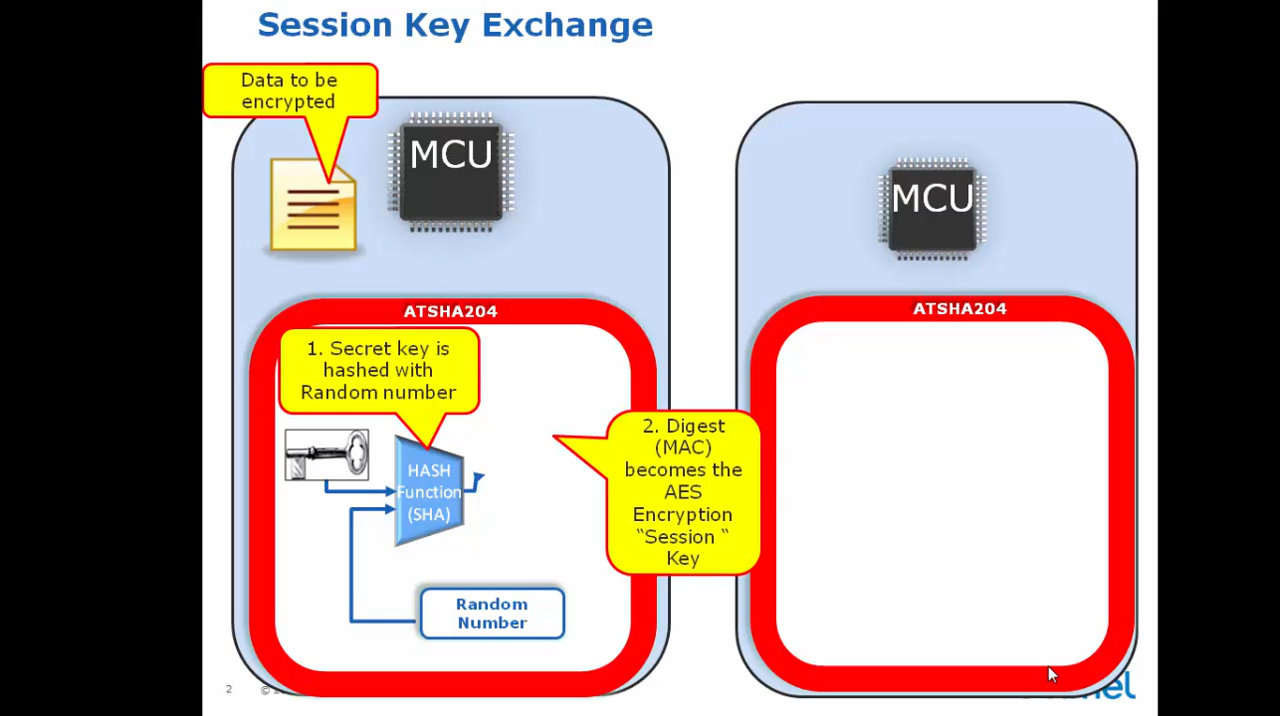 Session Key Exchange
Data to be
encrypted
MCU
MCU
ATSHA204
ATSHA204
1. Secret key is
hashed with
Random number
2. Digest
(MAC)
becomes the
AES
Encryption
“Session “
Key
HASH
Function
(SHA)
Random
Number
2
©